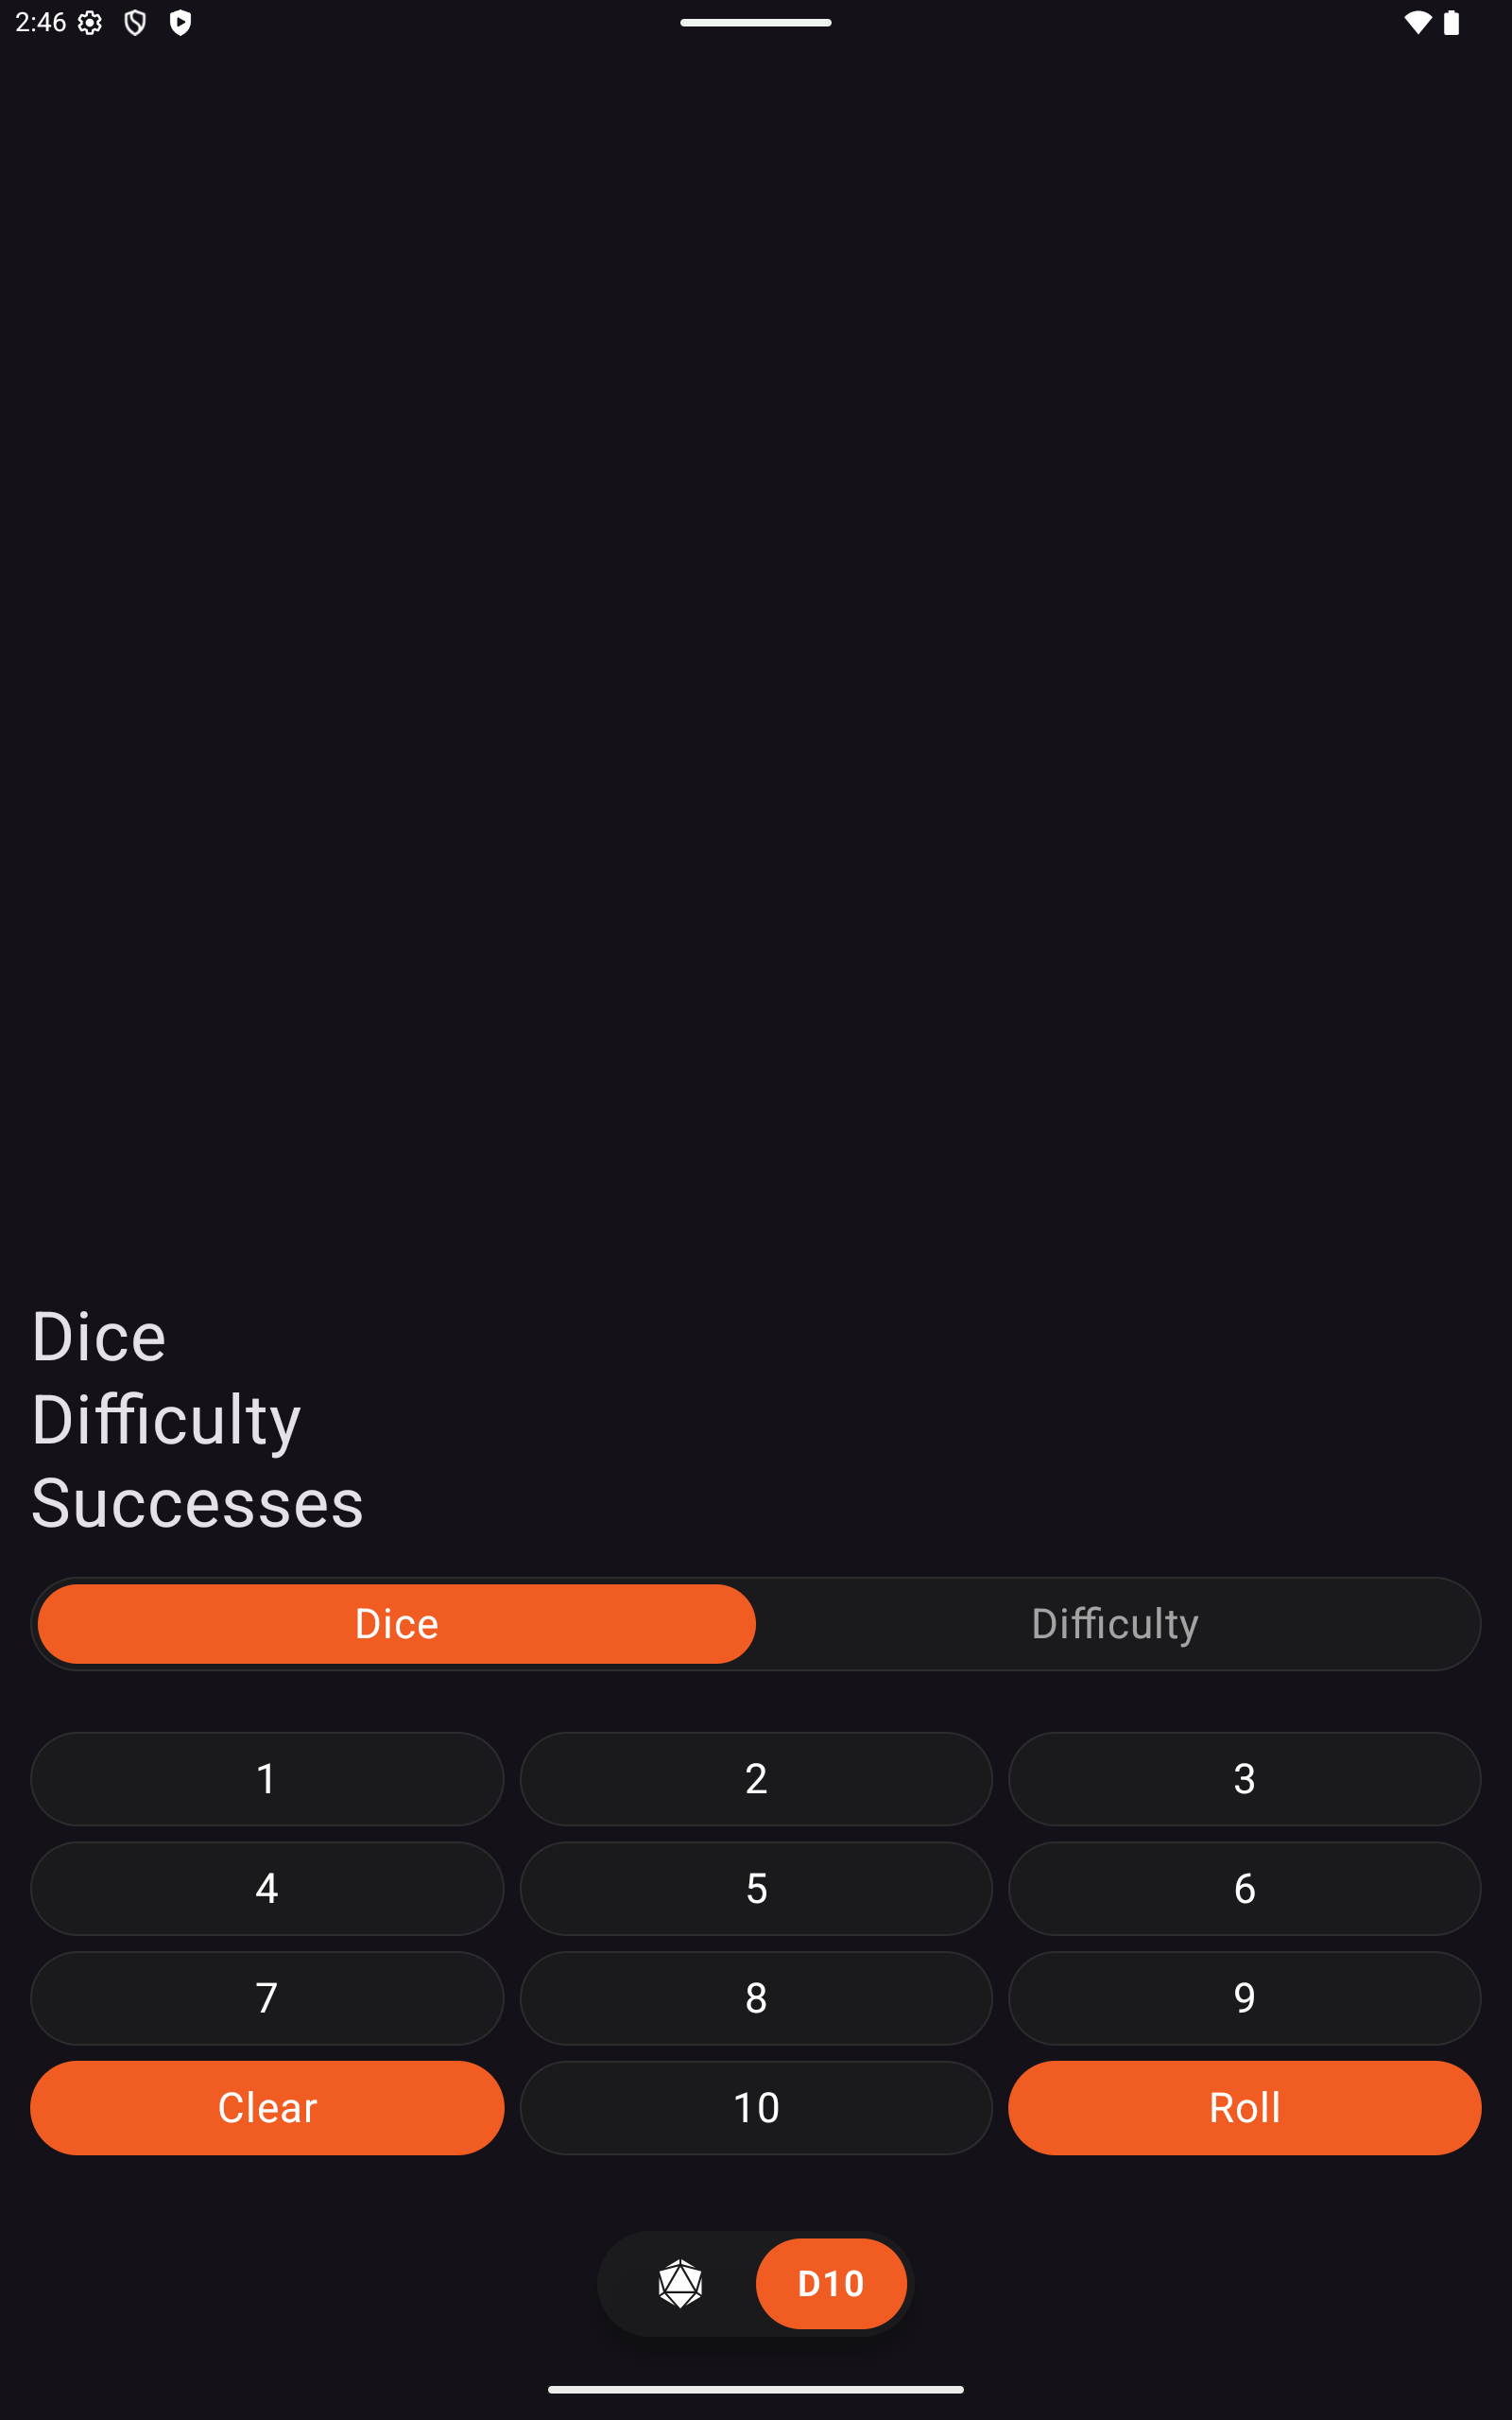 2:46
Dice
Difficulty
Successes
Dice Difficulty
1 2 3
4 5 6
7 8 9
Clear 10 Roll
D10